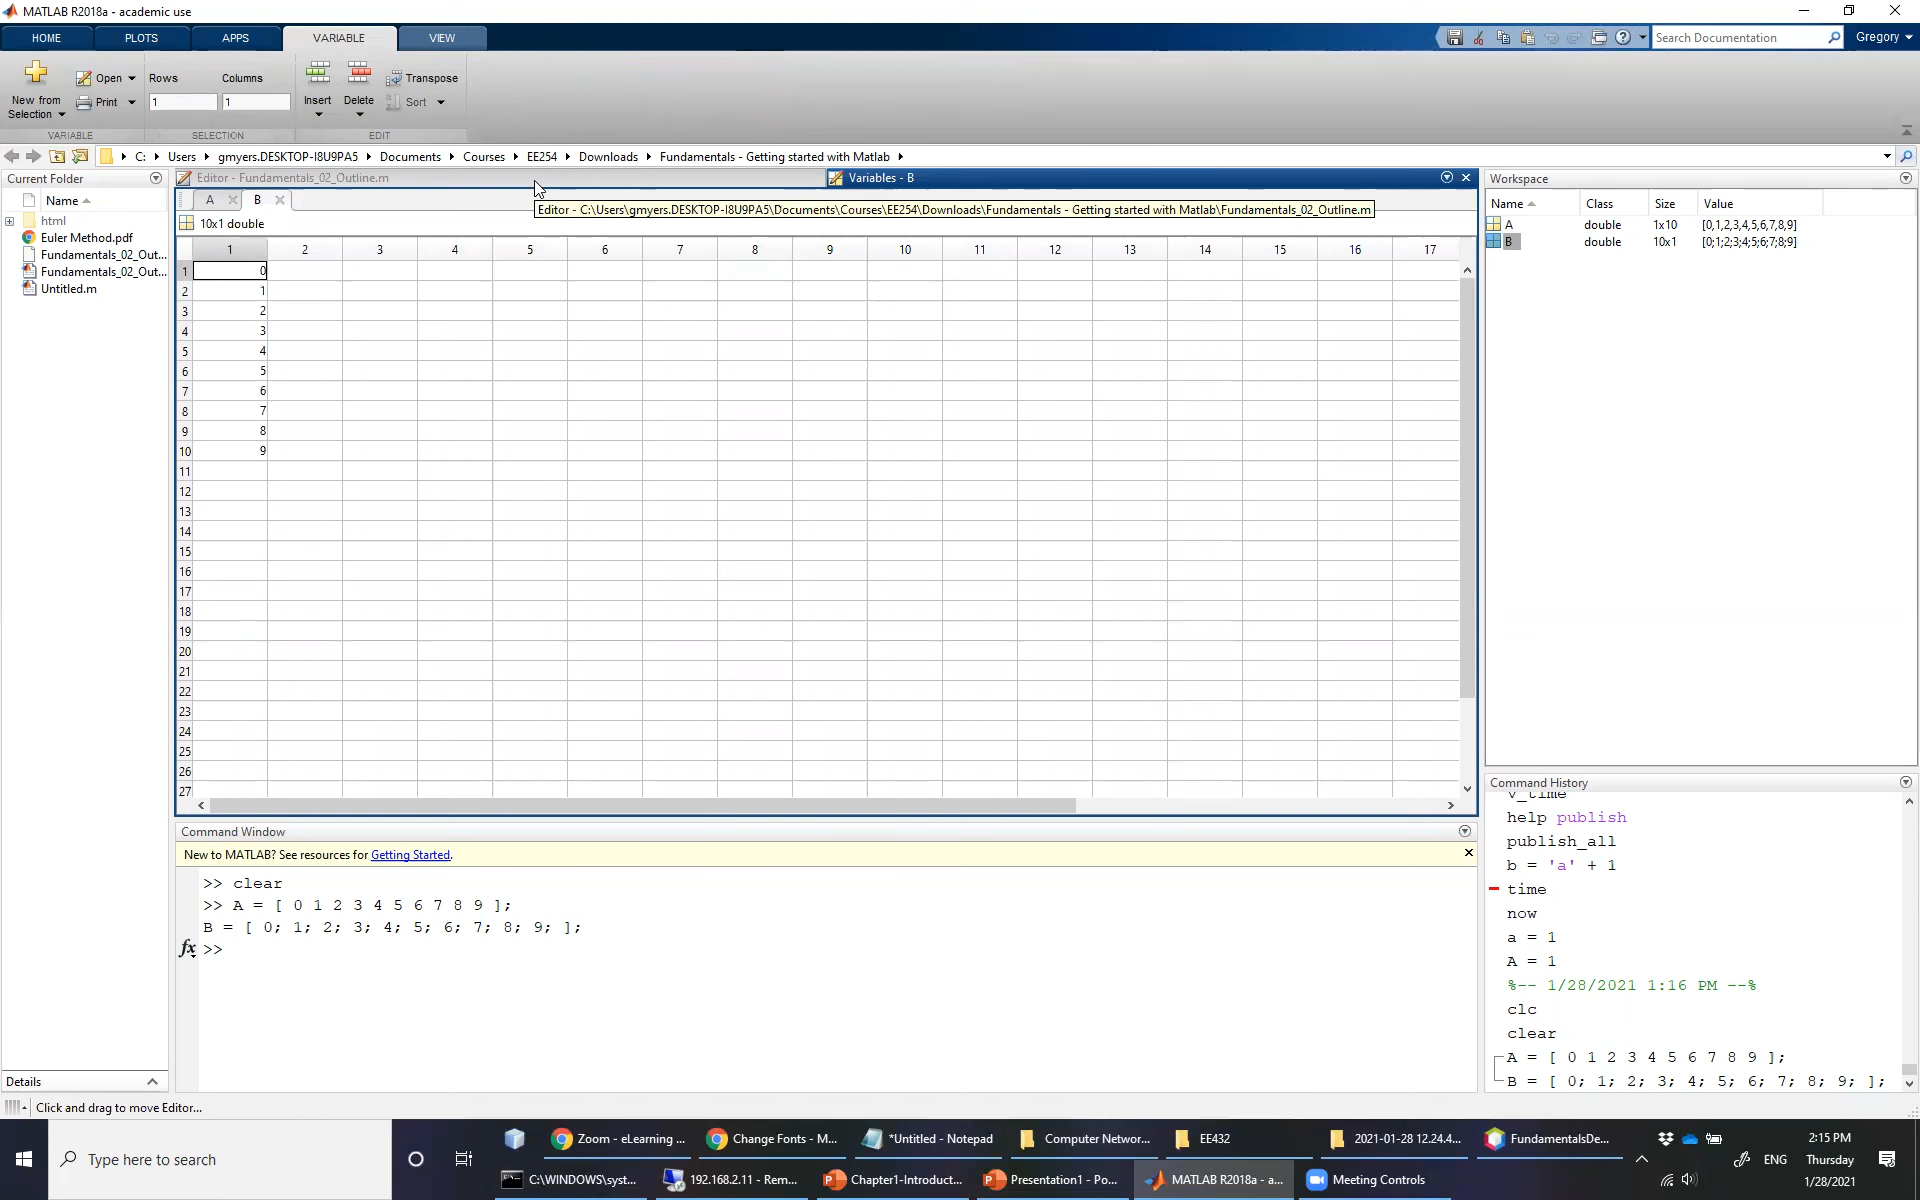 MATLAB R2018a - academic use
HOME PLOTS APPS VARIABLE VIEW
Search Documentation Gregory
New from Selection Open Print Rows Columns 1 1 Insert Delete Transpose Sort
VARIABLE SELECTION EDIT
C: Users gmyers.DESKTOP-I8U9PA5 Documents Courses EE254 Downloads Fundamentals - Getting started with Matlab
Current Folder
Name
html
Euler Method.pdf
Fundamentals_02_Out...
Fundamentals_02_Out...
Untitled.m
Details
Editor - Fundamentals_02_Outline.m Variables - B
A B
Editor - C:\Users\gmyers.DESKTOP-I8U9PA5\Documents\Courses\EE254\Downloads\Fundamentals - Getting started with Matlab\Fundamentals_02_Outline.m
10x1 double
1 2 3 4 5 6 7 8 9 10 11 12 13 14 15 16 17
1 0
2 1
3 2
4 3
5 4
6 5
7 6
8 7
9 8
10 9
11
12
13
14
15
16
17
18
19
20
21
22
23
24
25
26
27
Command Window
New to MATLAB? See resources for Getting Started.
>> clear
>> A = [ 0 1 2 3 4 5 6 7 8 9 ];
B = [ 0; 1; 2; 3; 4; 5; 6; 7; 8; 9; ];
fx >>
Workspace
Name Class Size Value
A double 1x10 [0,1,2,3,4,5,6,7,8,9]
B double 10x1 [0;1;2;3;4;5;6;7;8;9]
Command History
v_time
help publish
publish_all
b = 'a' + 1
time
now
a = 1
A = 1
%-- 1/28/2021 1:16 PM --%
clc
clear
A = [ 0 1 2 3 4 5 6 7 8 9 ];
B = [ 0; 1; 2; 3; 4; 5; 6; 7; 8; 9; ];
Click and drag to move Editor...
Type here to search
Zoom - eLearning ... Change Fonts - M... *Untitled - Notepad Computer Networ... EE432 2021-01-28 12.24.4... FundamentalsDe...
C:\WINDOWS\syst... 192.168.2.11 - Rem... Chapter1-Introduct... Presentation1 - Po... MATLAB R2018a - a... Meeting Controls
ENG
2:15 PM
Thursday
1/28/2021